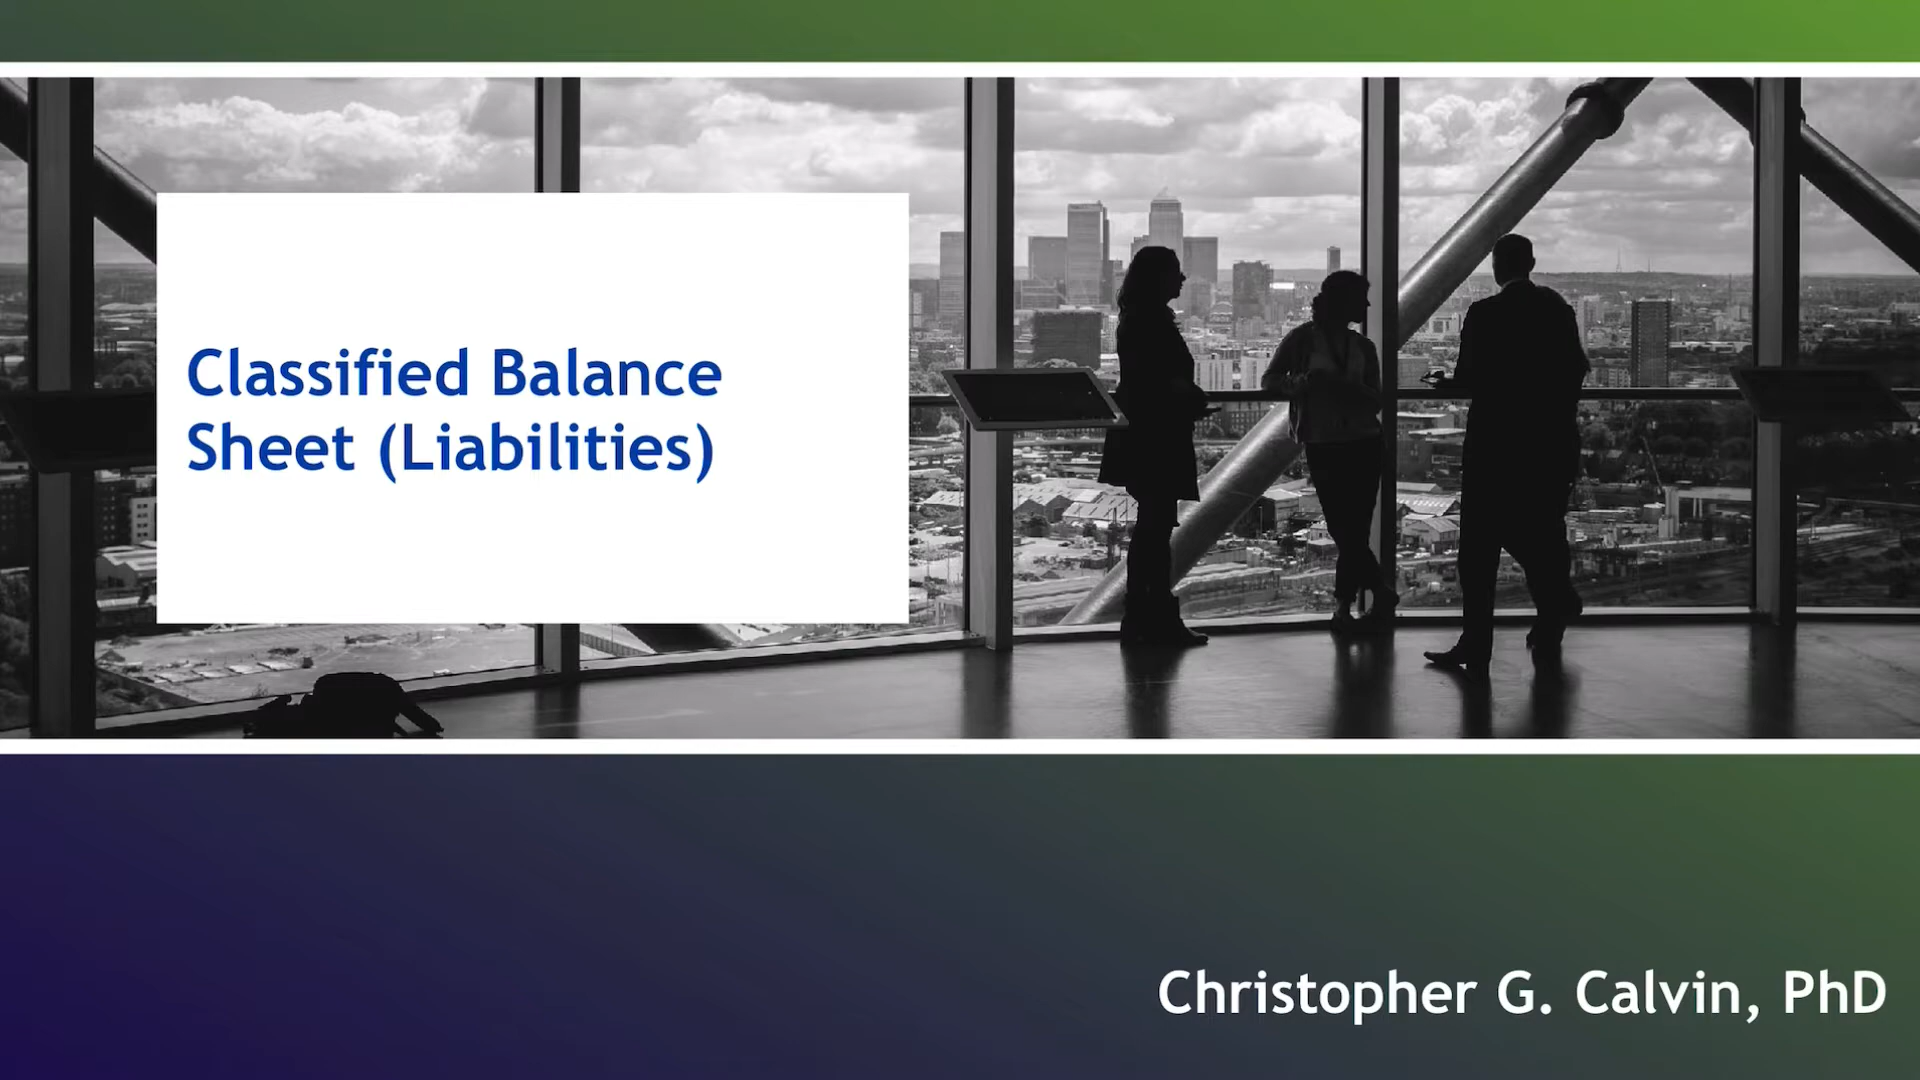 Classified Balance
Sheet (Liabilities)
Christopher G. Calvin, PhD